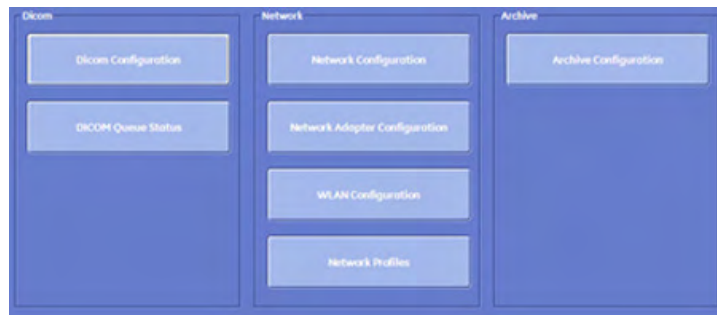 Dicom
Dicom Configuration
DICOM Queue Status
Network
Network Configuration
Network Adapter Configuration
WLAN Configuration
Network Profiles
Archive
Archive Configuration